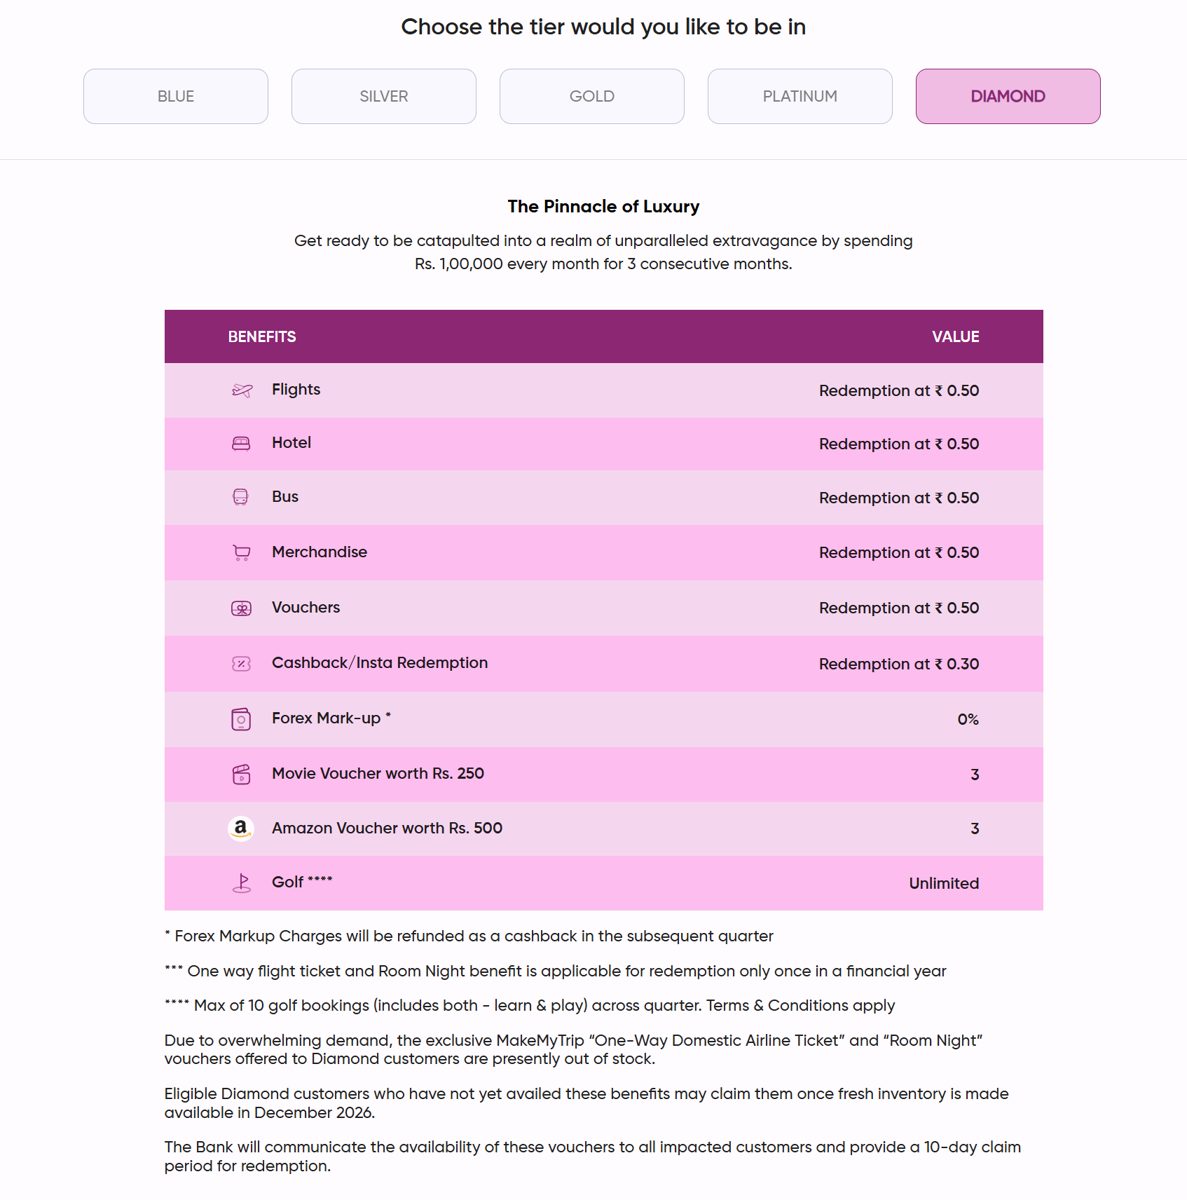 Choose the tier would you like to be in
BLUE
SILVER
GOLD
PLATINUM
DIAMOND
The Pinnacle of Luxury
Get ready to be catapulted into a realm of unparalleled extravagance by spending
Rs. 1,00,000 every month for 3 consecutive months.
BENEFITS VALUE
Flights Redemption at ₹ 0.50
Hotel Redemption at ₹ 0.50
Bus Redemption at ₹ 0.50
Merchandise Redemption at ₹ 0.50
Vouchers Redemption at ₹ 0.50
Cashback/Insta Redemption Redemption at ₹ 0.30
Forex Mark-up * 0%
Movie Voucher worth Rs. 250 3
a Amazon Voucher worth Rs. 500 3
Golf **** Unlimited
* Forex Markup Charges will be refunded as a cashback in the subsequent quarter
*** One way flight ticket and Room Night benefit is applicable for redemption only once in a financial year
**** Max of 10 golf bookings (includes both - learn & play) across quarter. Terms & Conditions apply
Due to overwhelming demand, the exclusive MakeMyTrip “One-Way Domestic Airline Ticket” and “Room Night”
vouchers offered to Diamond customers are presently out of stock.
Eligible Diamond customers who have not yet availed these benefits may claim them once fresh inventory is made
available in December 2026.
The Bank will communicate the availability of these vouchers to all impacted customers and provide a 10-day claim
period for redemption.